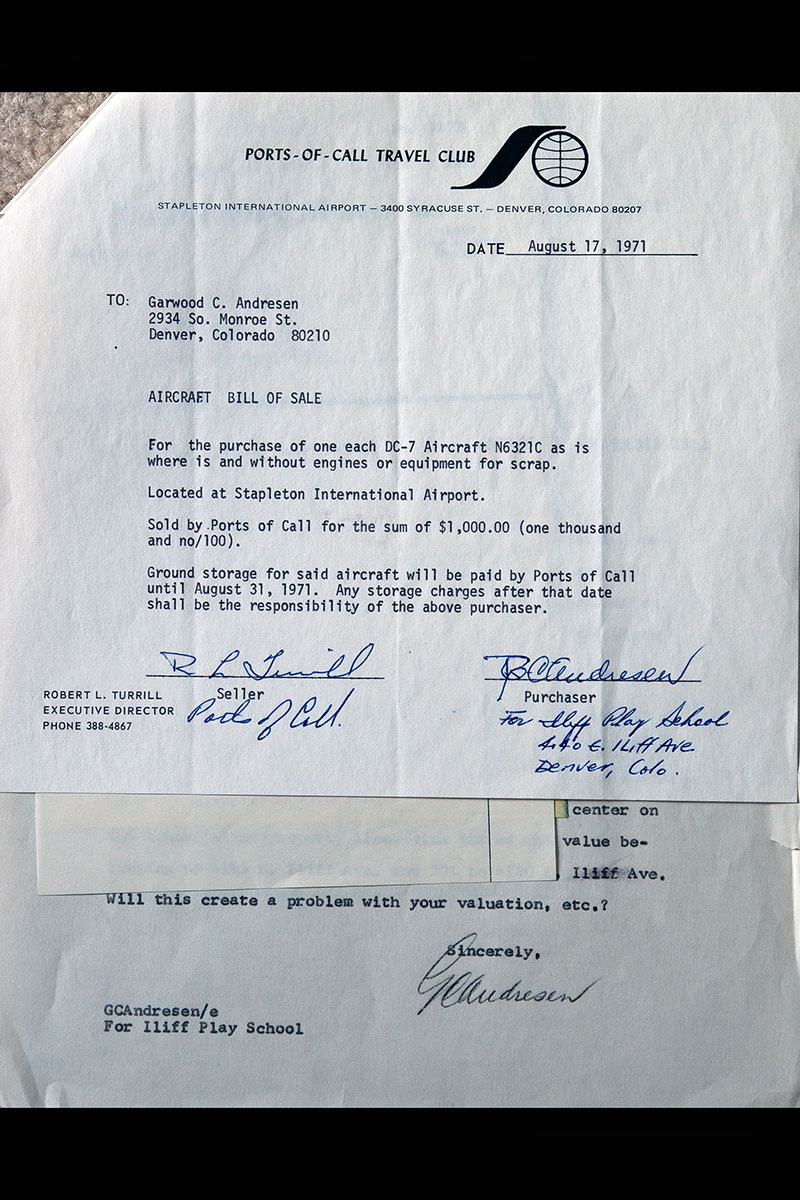 PORTS-OF-CALL TRAVEL CLUB
STAPLETON INTERNATIONAL AIRPORT — 3400 SYRACUSE ST. — DENVER, COLORADO 80207
DATE August 17, 1971
TO: Garwood C. Andresen
2934 So. Monroe St.
Denver, Colorado 80210
AIRCRAFT BILL OF SALE
For the purchase of one each DC-7 Aircraft N6321C as is
where is and without engines or equipment for scrap.
Located at Stapleton International Airport.
Sold by Ports of Call for the sum of $1,000.00 (one thousand
and no/100).
Ground storage for said aircraft will be paid by Ports of Call
until August 31, 1971. Any storage charges after that date
shall be the responsibility of the above purchaser.
R L Turrill
Seller
Ports of Call.
ROBERT L. TURRILL
EXECUTIVE DIRECTOR
PHONE 388-4867
Andresen
Purchaser
For Iliff Play School
E. Iliff Ave
Denver, Colo.
center on
value be-
Iliff Ave.
Will this create a problem with your valuation, etc.?
Sincerely,
GCAndresen
GCAndresen/e
For Iliff Play School